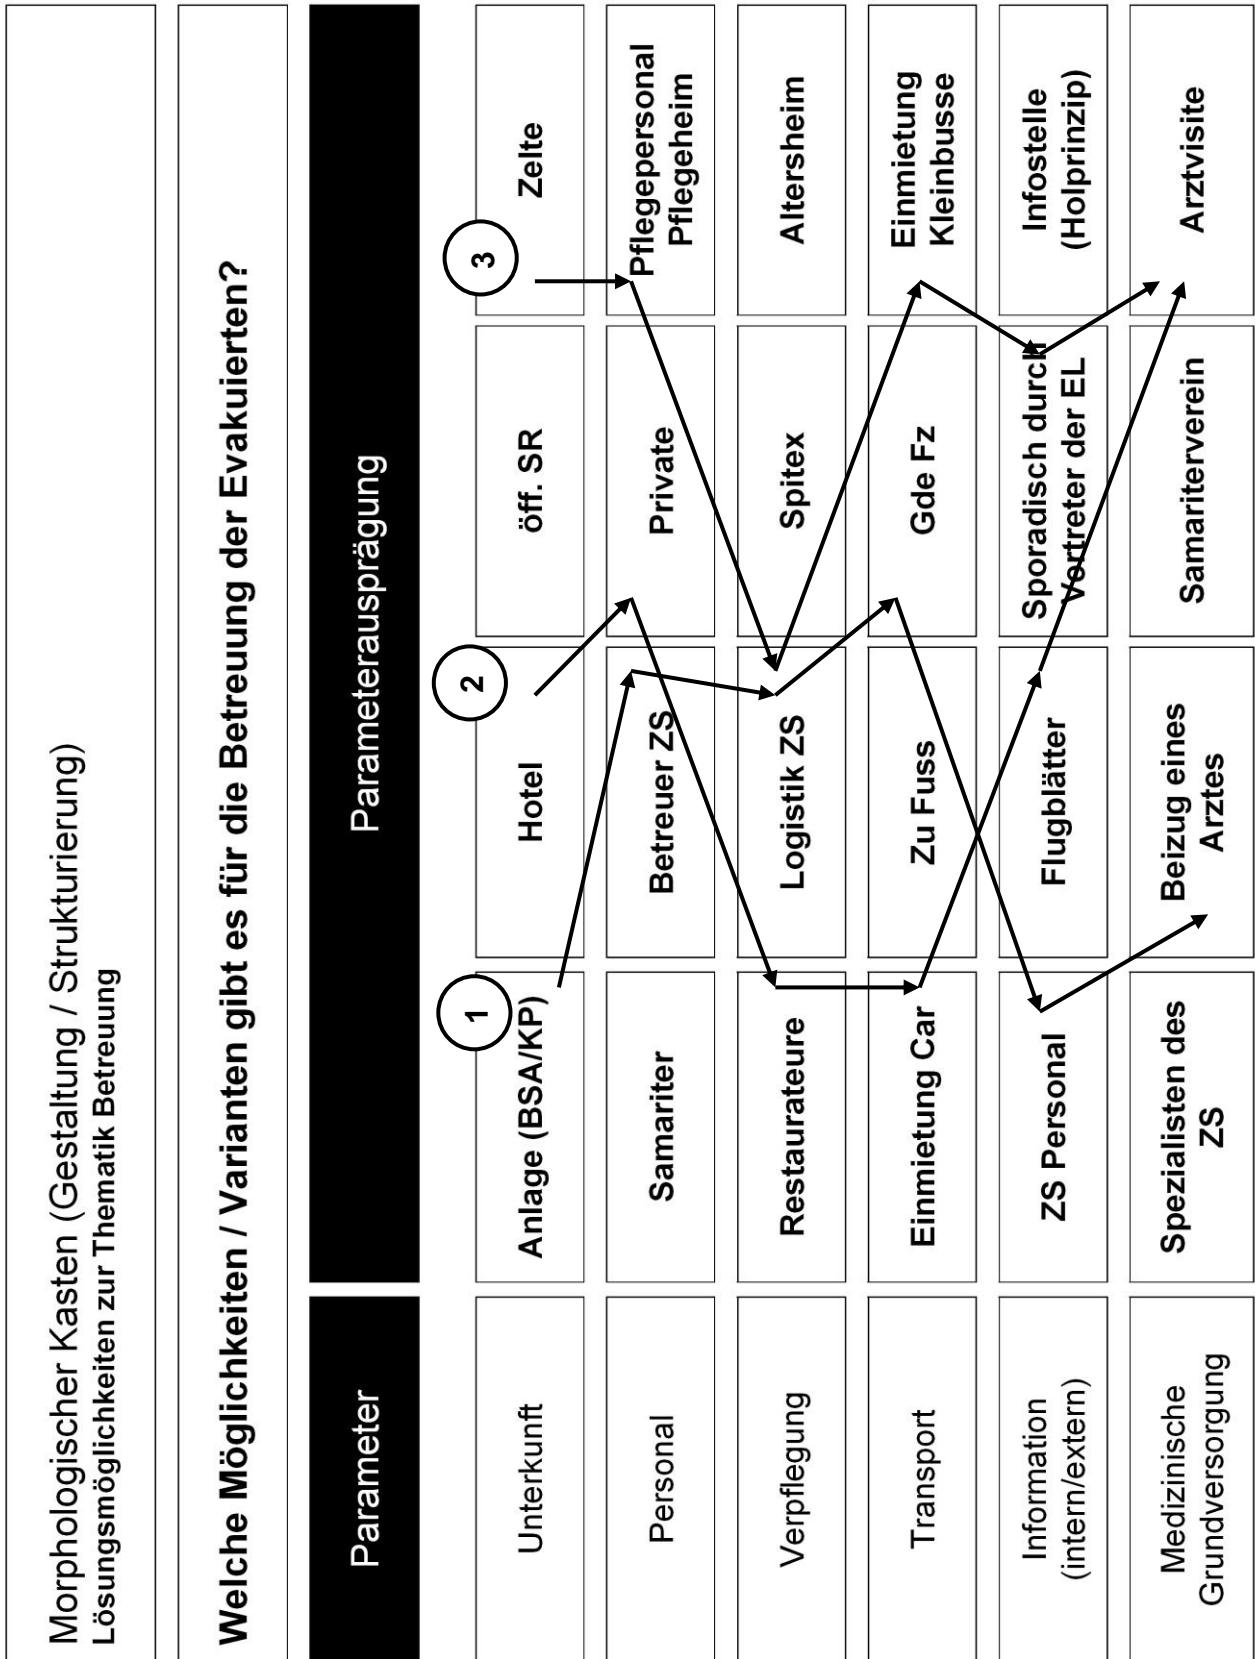 Morphologischer Kasten (Gestaltung / Strukturierung)
Lösungsmöglichkeiten zur Thematik Betreuung
Welche Möglichkeiten / Varianten gibt es für die Betreuung der Evakuierten?
Parameter
Parameterausprägung
1
2
3
Unterkunft
Anlage (BSA/KP)
Hotel
öff. SR
Zelte
Personal
Samariter
Betreuer ZS
Private
Pflegepersonal
Pflegeheim
Verpflegung
Restaurateure
Logistik ZS
Spitex
Altersheim
Transport
Einmietung Car
Zu Fuss
Gde Fz
Einmietung
Kleinbusse
Information
(intern/extern)
ZS Personal
Flugblätter
Sporadisch durch
Vertreter der EL
Infostelle
(Holprinzip)
Medizinische
Grundversorgung
Spezialisten des
ZS
Beizug eines
Arztes
Samariterverein
Arztvisite